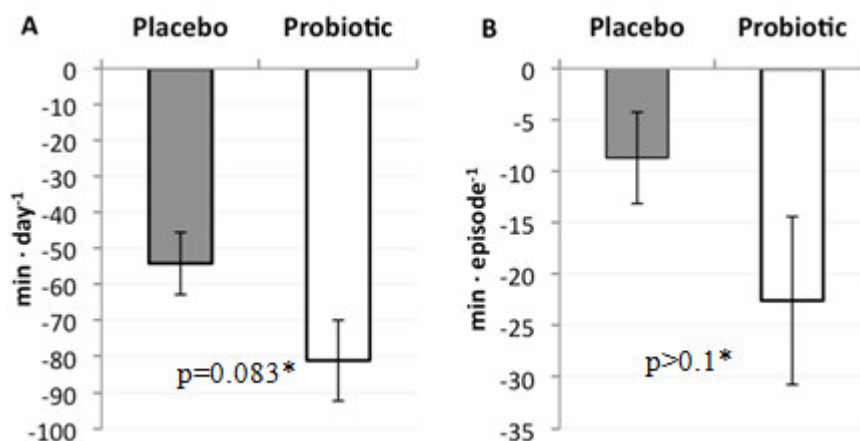 A
Placebo Probiotic
0
-10
-20
-30
-40
-50
-60
-70
-80
-90
-100
min · day⁻¹
p=0.083*
B
Placebo Probiotic
0
-5
-10
-15
-20
-25
-30
-35
min · episode⁻¹
p>0.1*